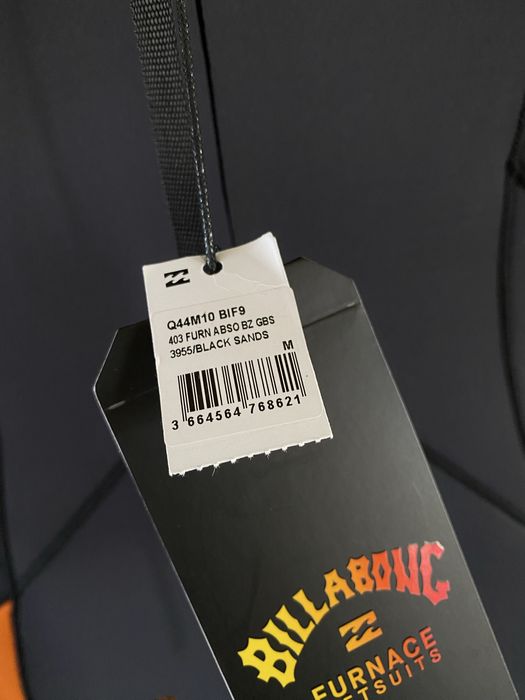 Q44M10 BIF9
403 FURN ABSO BZ GBS
3955/BLACK SANDS
M
3 664564 768621
BILLABONG
FURNACE